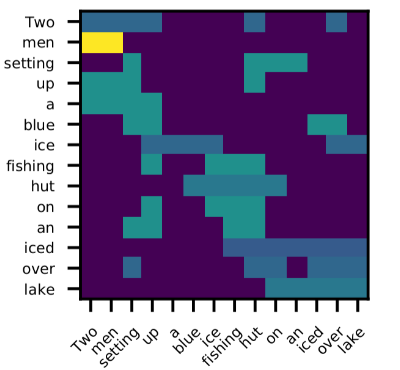 Two
men
setting
up
a
blue
ice
fishing
hut
on
an
iced
over
lake
Two
men
setting
up
a
blue
ice
fishing
hut
on
an
iced
over
lake